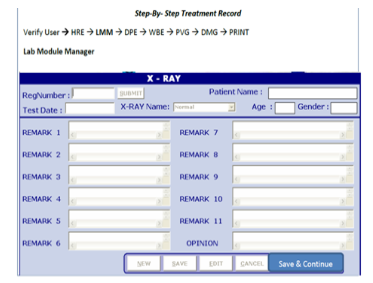 Step-By- Step Treatment Record
Verify User → HRE → LMM → DPE → WBE → PVG → DMG → PRINT
Lab Module Manager
X - RAY
RegNumber : SUBMIT Patient Name :
Test Date : X-RAY Name: Normal Age : Gender :
REMARK 1 REMARK 7
REMARK 2 REMARK 8
REMARK 3 REMARK 9
REMARK 4 REMARK 10
REMARK 5 REMARK 11
REMARK 6 OPINION
NEW SAVE EDIT CANCEL Save & Continue